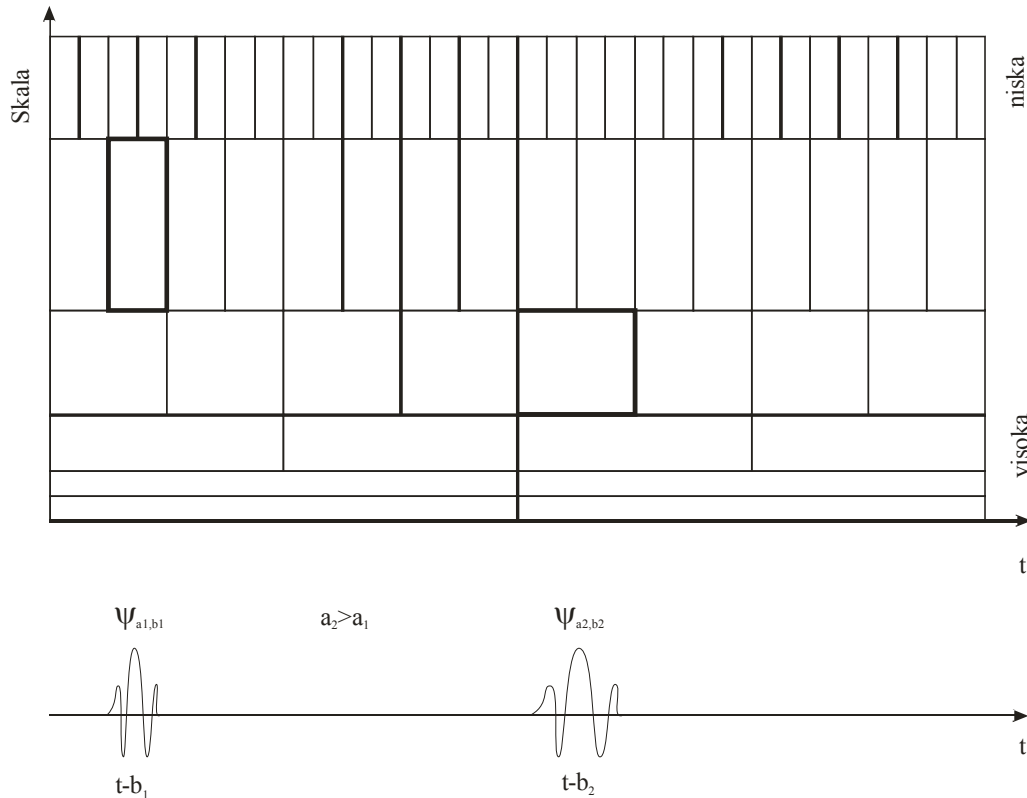 Skala
niska
visoka
t
Ψa1,b1
a₂>a₁
Ψa2,b2
t
t-b₁
t-b₂